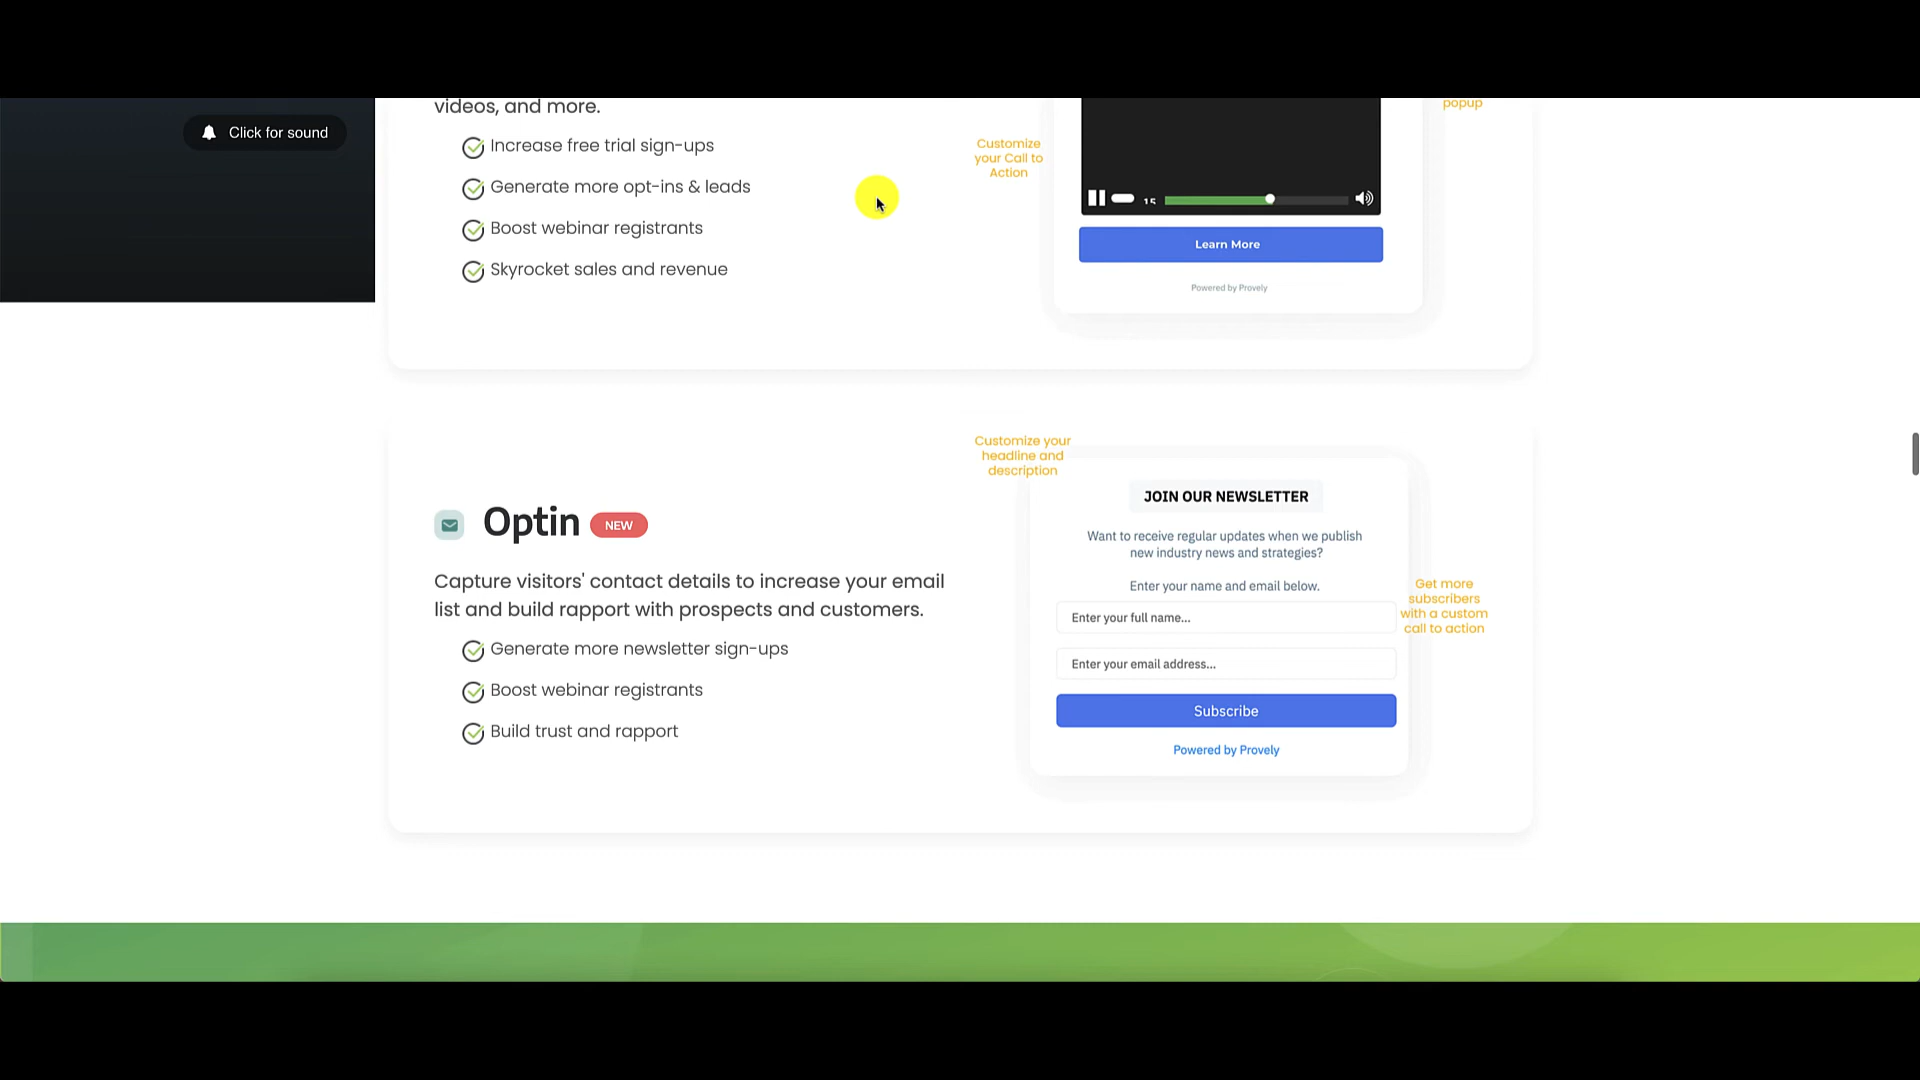 videos, and more.
Click for sound
Increase free trial sign-ups
Generate more opt-ins & leads
Boost webinar registrants
Skyrocket sales and revenue
Customize
your Call to
Action
popup
15
Learn More
Powered by Provely
Optin NEW
Capture visitors' contact details to increase your email
list and build rapport with prospects and customers.
Generate more newsletter sign-ups
Boost webinar registrants
Build trust and rapport
Customize your
headline and
description
JOIN OUR NEWSLETTER
Want to receive regular updates when we publish
new industry news and strategies?
Enter your name and email below.
Enter your full name...
Enter your email address...
Subscribe
Powered by Provely
Get more
subscribers
with a custom
call to action